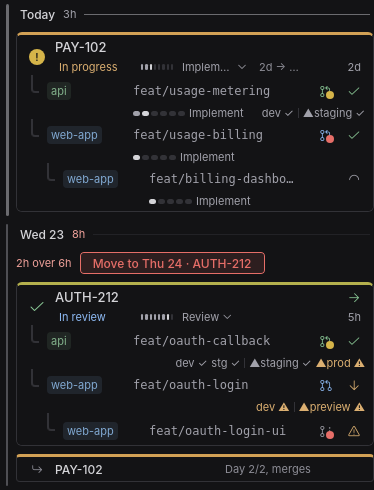 Today 3h
PAY-102
In progress Implem... 2d → ... 2d
api feat/usage-metering
Implement dev ✓ ▲staging ✓
web-app feat/usage-billing
Implement
web-app feat/billing-dashbo…
Implement
Wed 23 8h
2h over 6h Move to Thu 24 · AUTH-212
AUTH-212 →
In review Review 5h
api feat/oauth-callback
dev ✓ stg ✓ ▲staging ✓ ▲prod ⚠
web-app feat/oauth-login
dev ⚠ ▲preview ⚠
web-app feat/oauth-login-ui
PAY-102 Day 2/2, merges